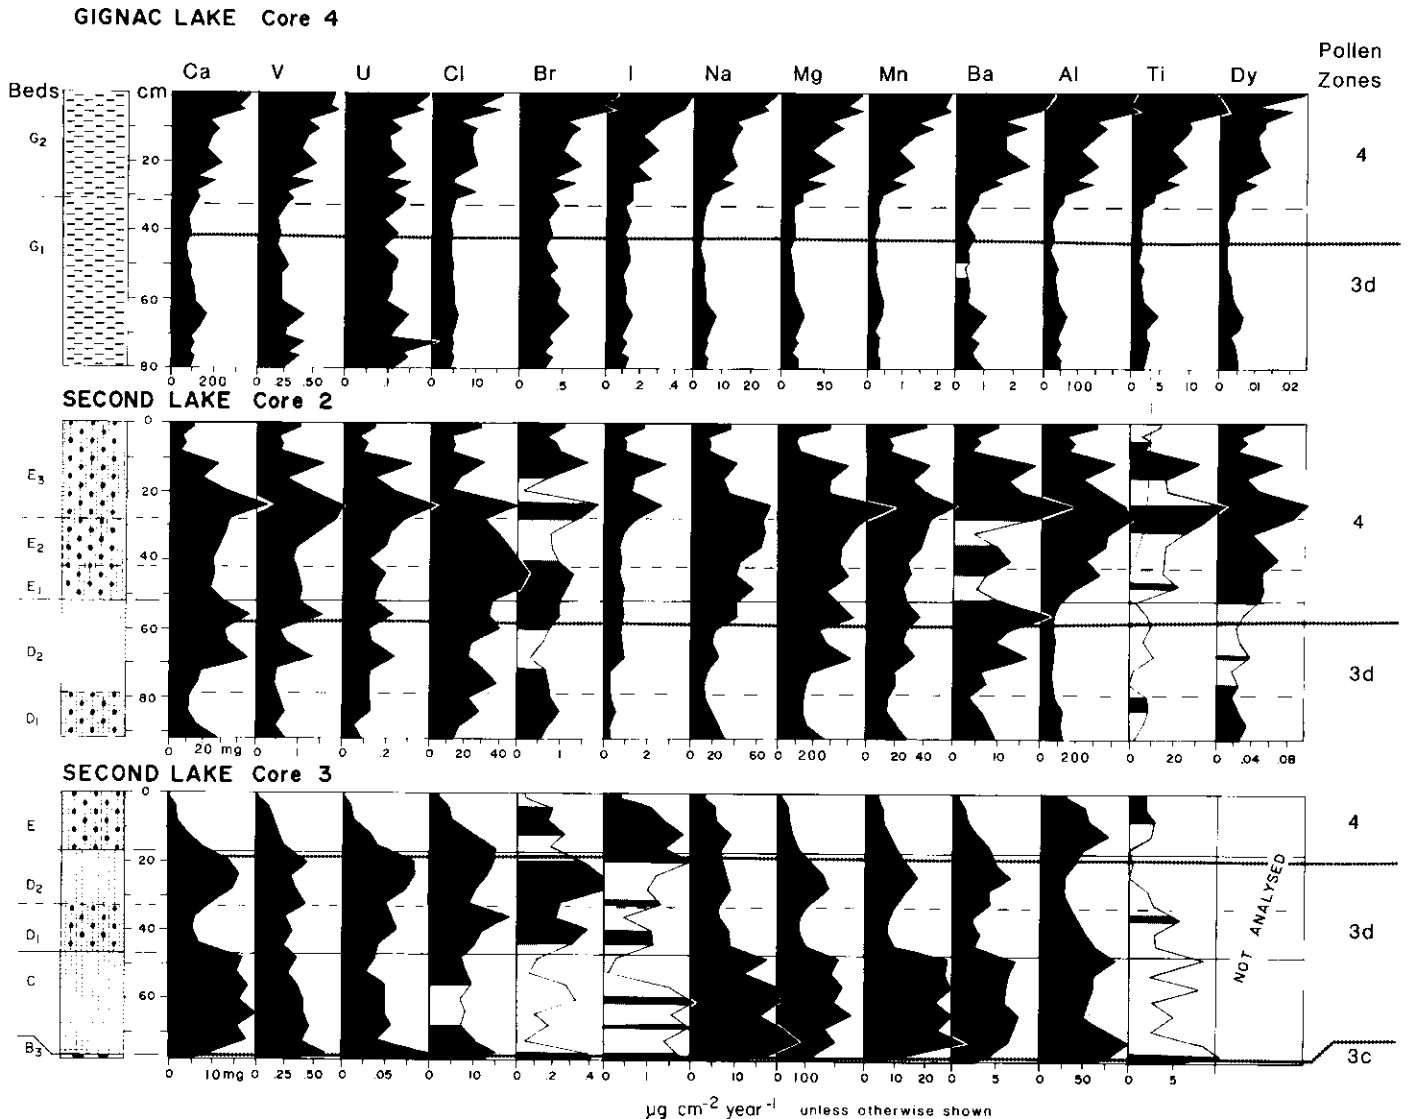 GIGNAC LAKE Core 4
Pollen
Zones
Ca V U Cl Br I Na Mg Mn Ba Al Ti Dy
Beds cm
G2
20
4
40
G1
60
3d
80
0 200 0 .25 .50 0 .1 0 10 0 .5 0 .2 .4 0 10 20 0 50 0 1 2 0 1 2 0 100 0 5 10 0 .01 .02
SECOND LAKE Core 2
0
E3
20
4
E2
40
E1
60
D2
3d
80
D1
0 20 mg 0 1 0 .2 0 20 40 0 1 0 2 0 20 60 0 200 0 20 40 0 10 0 200 0 20 0 .04 .08
SECOND LAKE Core 3
0
E
4
20
D2
D1
40
3d
C
NOT ANALYSED
60
B3
3c
0 10mg 0 .25 .50 0 .05 0 10 0 .2 .4 0 1 0 10 0 100 0 10 0 5 0 50 0 5
µg cm-2 year-1 unless otherwise shown